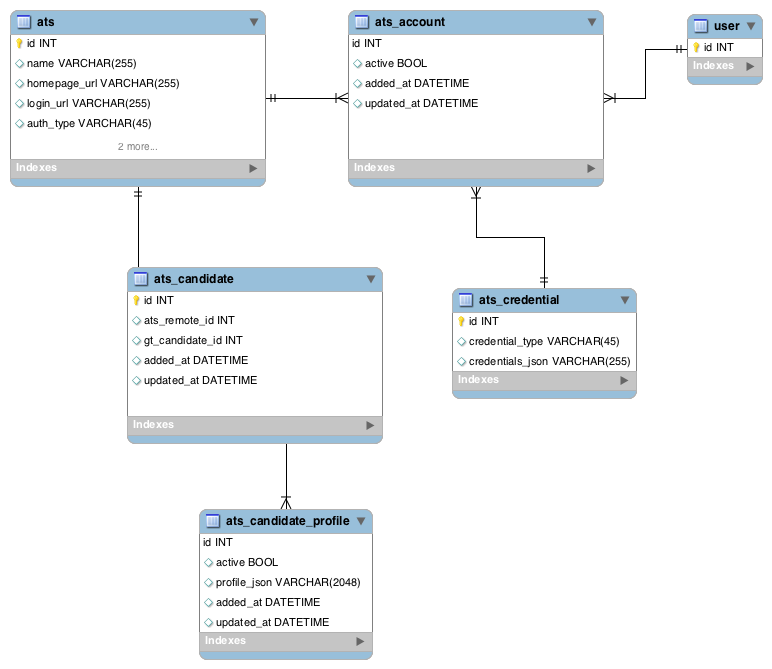 ats
id INT
name VARCHAR(255)
homepage_url VARCHAR(255)
login_url VARCHAR(255)
auth_type VARCHAR(45)
2 more...
Indexes
ats_account
id INT
active BOOL
added_at DATETIME
updated_at DATETIME
Indexes
user
id INT
Indexes
ats_candidate
id INT
ats_remote_id INT
gt_candidate_id INT
added_at DATETIME
updated_at DATETIME
Indexes
ats_credential
id INT
credential_type VARCHAR(45)
credentials_json VARCHAR(255)
Indexes
ats_candidate_profile
id INT
active BOOL
profile_json VARCHAR(2048)
added_at DATETIME
updated_at DATETIME
Indexes